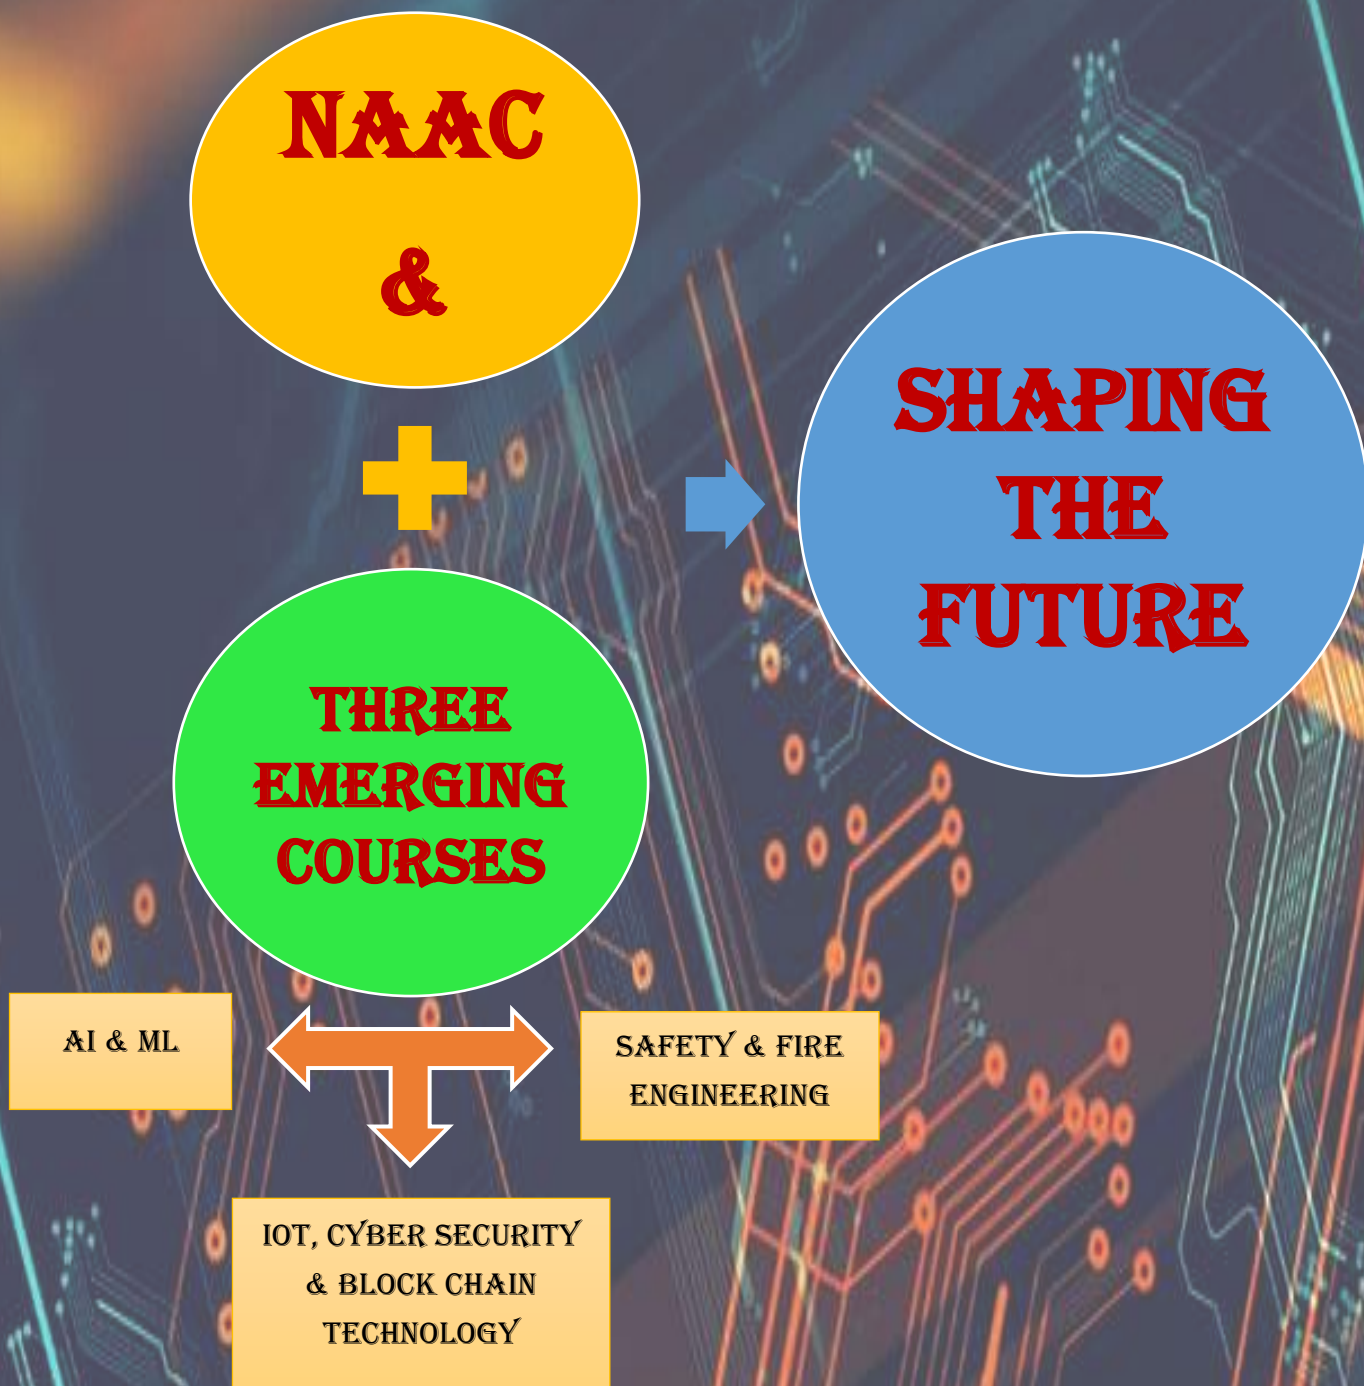 NAAC
&
SHAPING
THE
FUTURE
THREE
EMERGING
COURSES
AI & ML
SAFETY & FIRE
ENGINEERING
IOT, CYBER SECURITY
& BLOCK CHAIN
TECHNOLOGY